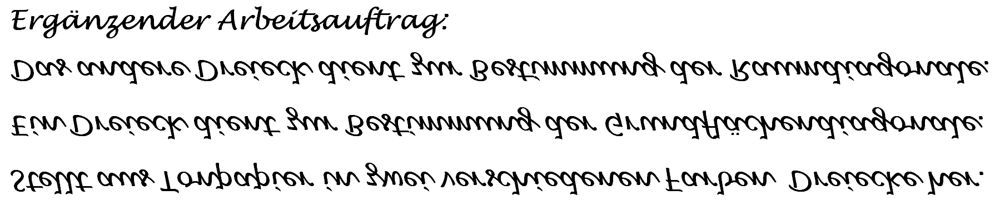 Ergänzender Arbeitsauftrag:
Stellt aus Tonpapier in zwei verschiedenen Farben Dreiecke her.
Ein Dreieck dient zur Bestimmung der Grundflächendiagonale.
Das andere Dreieck dient zur Bestimmung der Raumdiagonale.